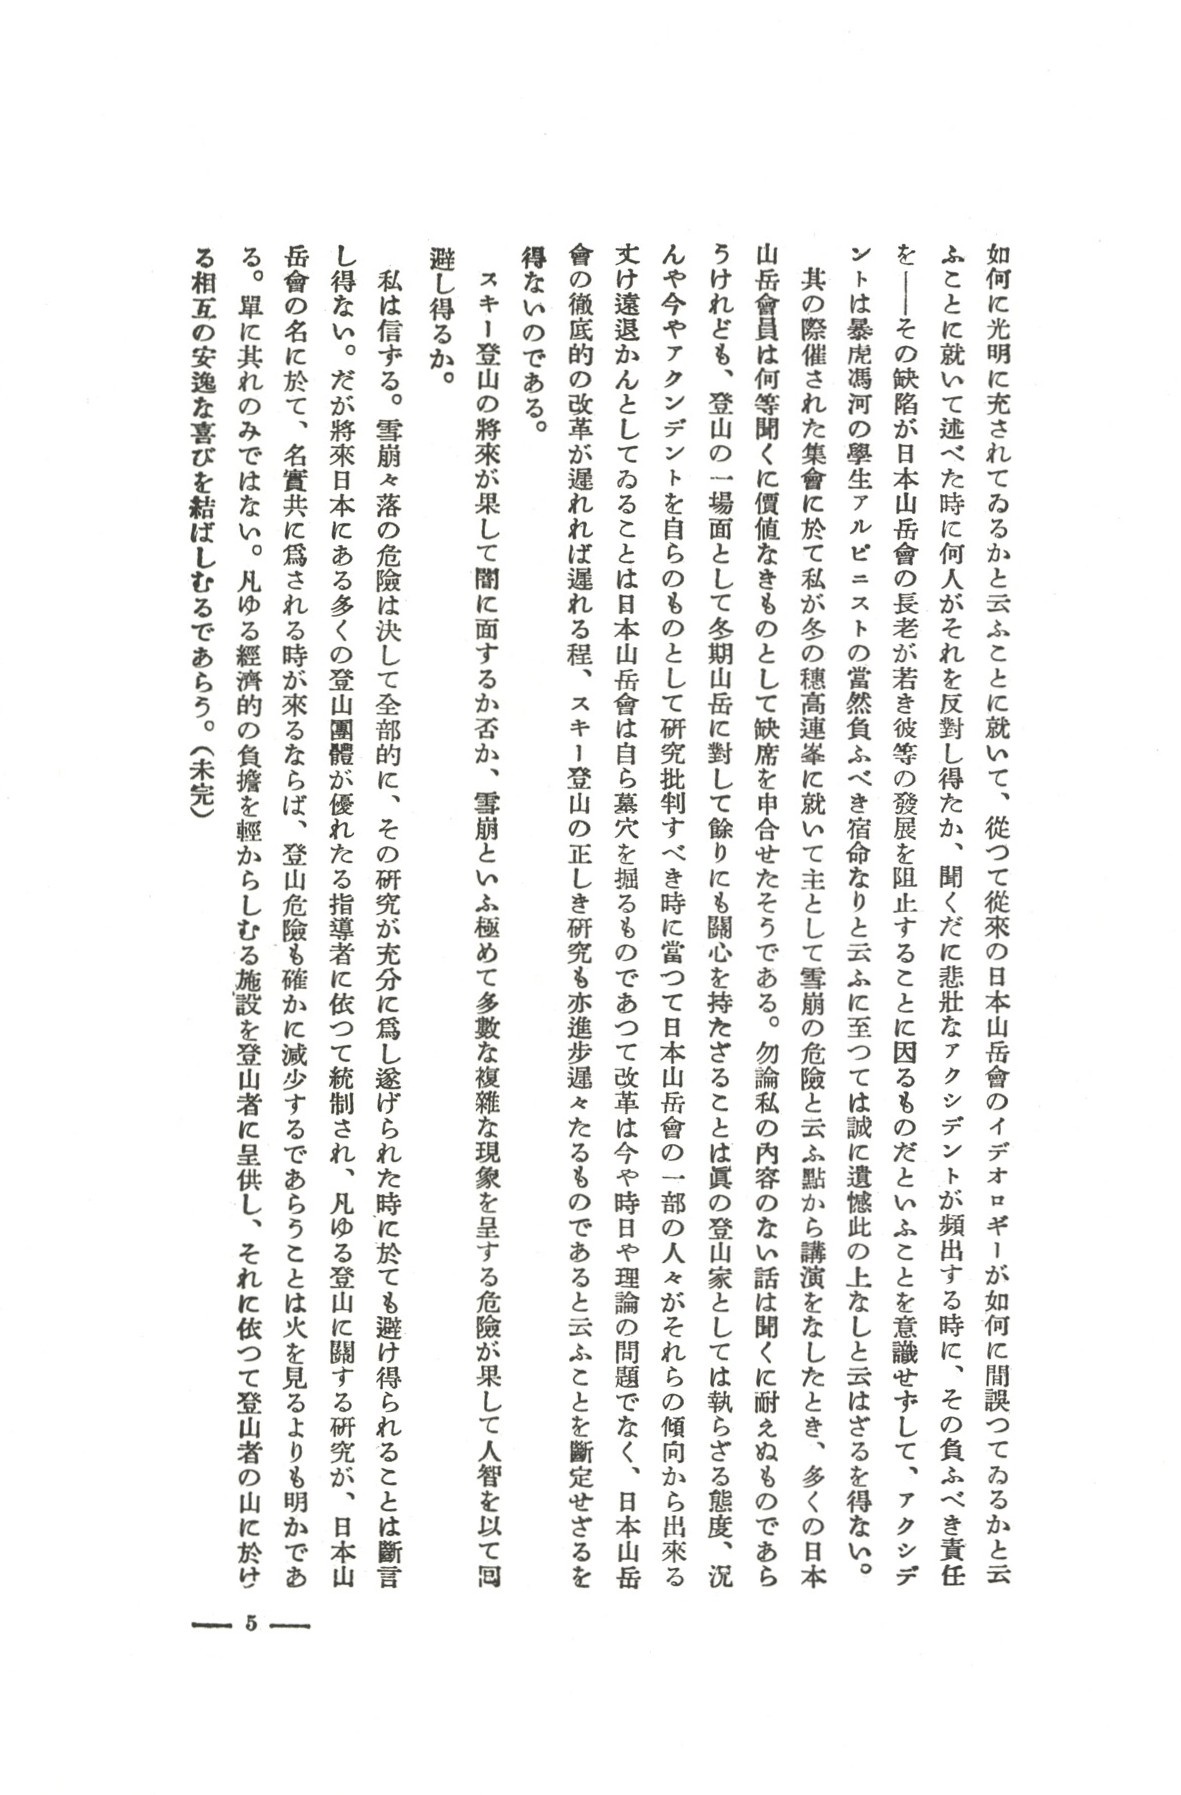 如何に光明に充されてゐるかと云ふことに就いて、從つて從來の日本山岳會のイデオロギーが如何に間誤つてゐるかと云
ふことに就いて述べた時に何人がそれを反對し得たか、聞くだに悲壯なアクシデントが頻出する時に、その負ふべき責任
を――その缺陷が日本山岳會の長老が若き彼等の發展を阻止することに因るものだといふことを意識せずして、アクシデ
ントは暴虎馮河の學生アルピニストの當然負ふべき宿命なりと云ふに至つては誠に遺憾此の上なしと云はざるを得ない。
其の際催された集會に於て私が冬の穗高連峯に就いて主として雪崩の危險と云ふ點から講演をなしたとき、多くの日本
山岳會員は何等聞くに價値なきものとして缺席を申合せたそうである。勿論私の內容のない話は聞くに耐えぬものであら
うけれども、登山の一場面として冬期山岳に對して餘りにも關心を持たざることは眞の登山家としては執らざる態度、況
んや今やアクシデントを自らのものとして研究批判すべき時に當つて日本山岳會の一部の人々がそれらの傾向から出來る
丈け遠退かんとしてゐることは日本山岳會は自ら墓穴を掘るものであつて改革は今や時日や理論の問題でなく、日本山岳
會の徹底的の改革が遲れれば遲れる程、スキー登山の正しき研究も亦進步遲々たるものであると云ふことを斷定せざるを
得ないのである。
スキー登山の將來が果して闇に面するか否か、雪崩といふ極めて多數な複雜な現象を呈する危險が果して人智を以て囘
避し得るか。
私は信ずる。雪崩々落の危險は決して全部的に、その研究が充分に爲し遂げられた時に於ても避け得られることは斷言
し得ない。だが將來日本にある多くの登山團體が優れたる指導者に依つて統制され、凡ゆる登山に關する研究が、日本山
岳會の名に於て、名實共に爲される時が來るならば、登山危險も確かに減少するであらうことは火を見るよりも明かであ
る。單に其れのみではない。凡ゆる經濟的の負擔を輕からしむる施設を登山者に呈供し、それに依つて登山者の山に於け
る相互の安逸な喜びを結ばしむるであらう。（未完）
― 5 ―